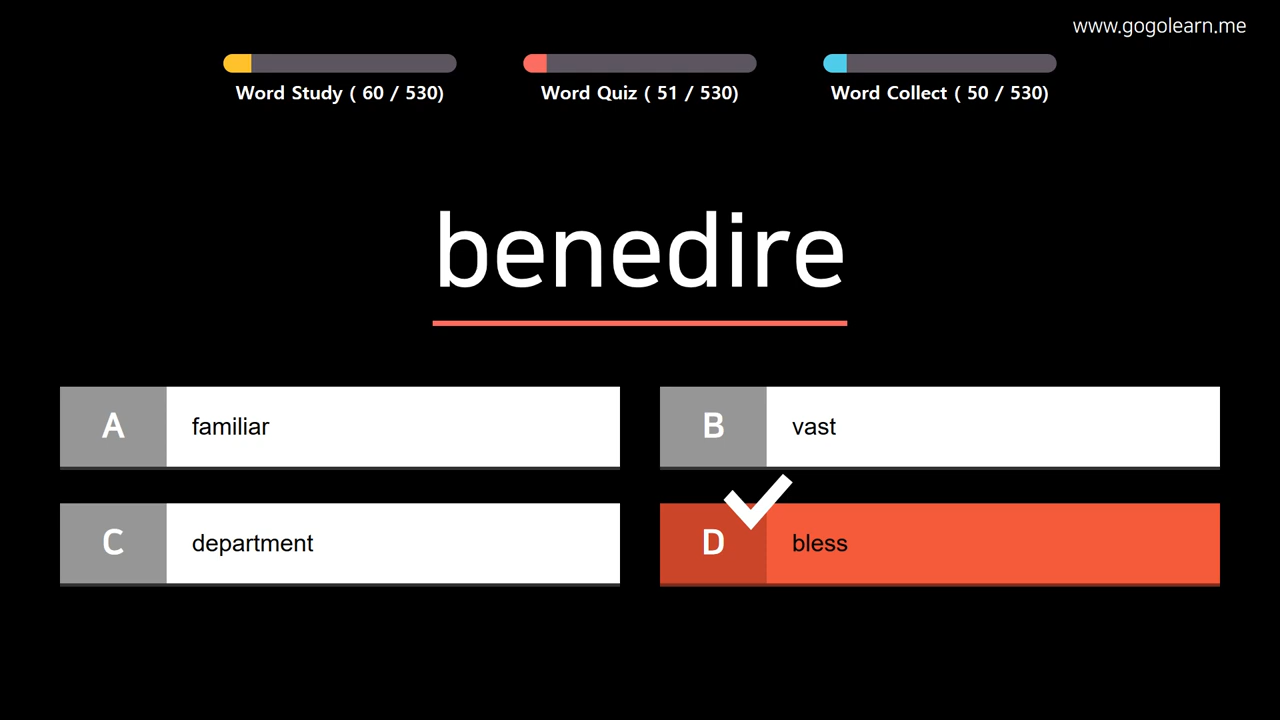 www.gogolearn.me
Word Study ( 60 / 530)
Word Quiz ( 51 / 530)
Word Collect ( 50 / 530)
benedire
A familiar
B vast
C department
D bless